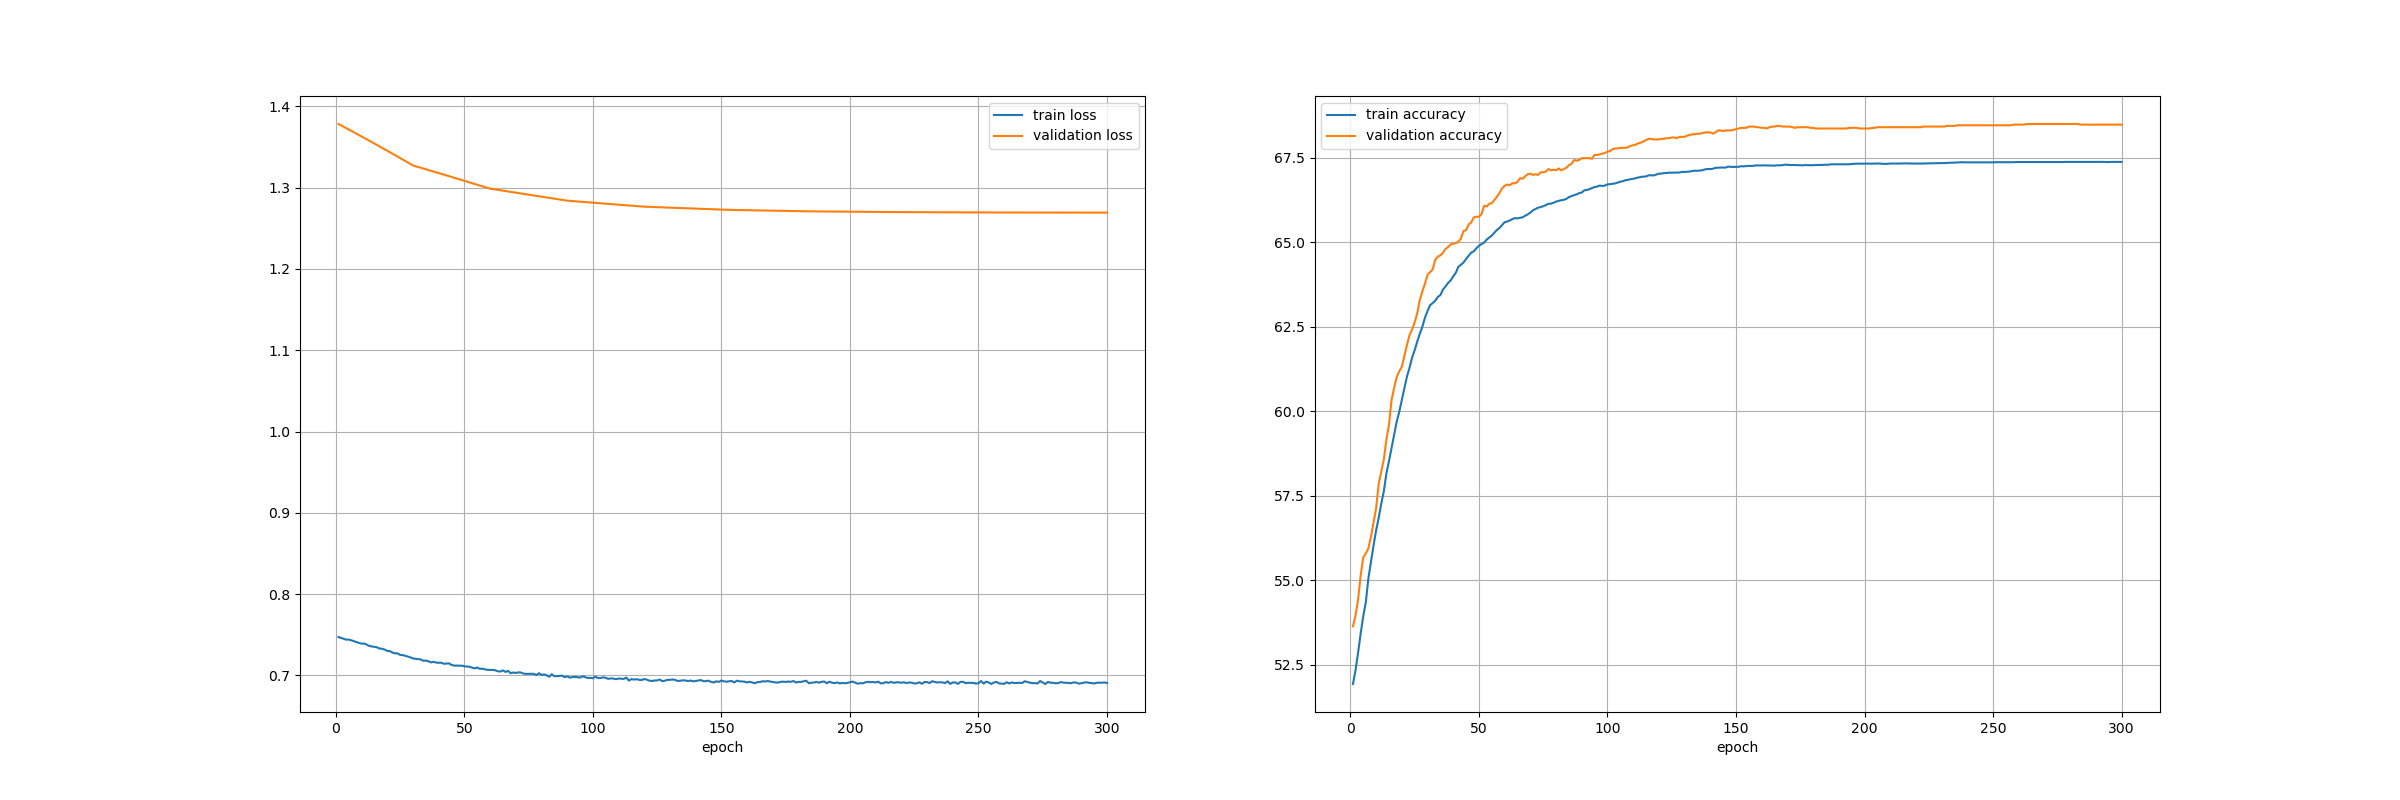 train loss
validation loss
1.4
1.3
1.2
1.1
1.0
0.9
0.8
0.7
0 50 100 150 200 250 300
epoch
train accuracy
validation accuracy
67.5
65.0
62.5
60.0
57.5
55.0
52.5
0 50 100 150 200 250 300
epoch